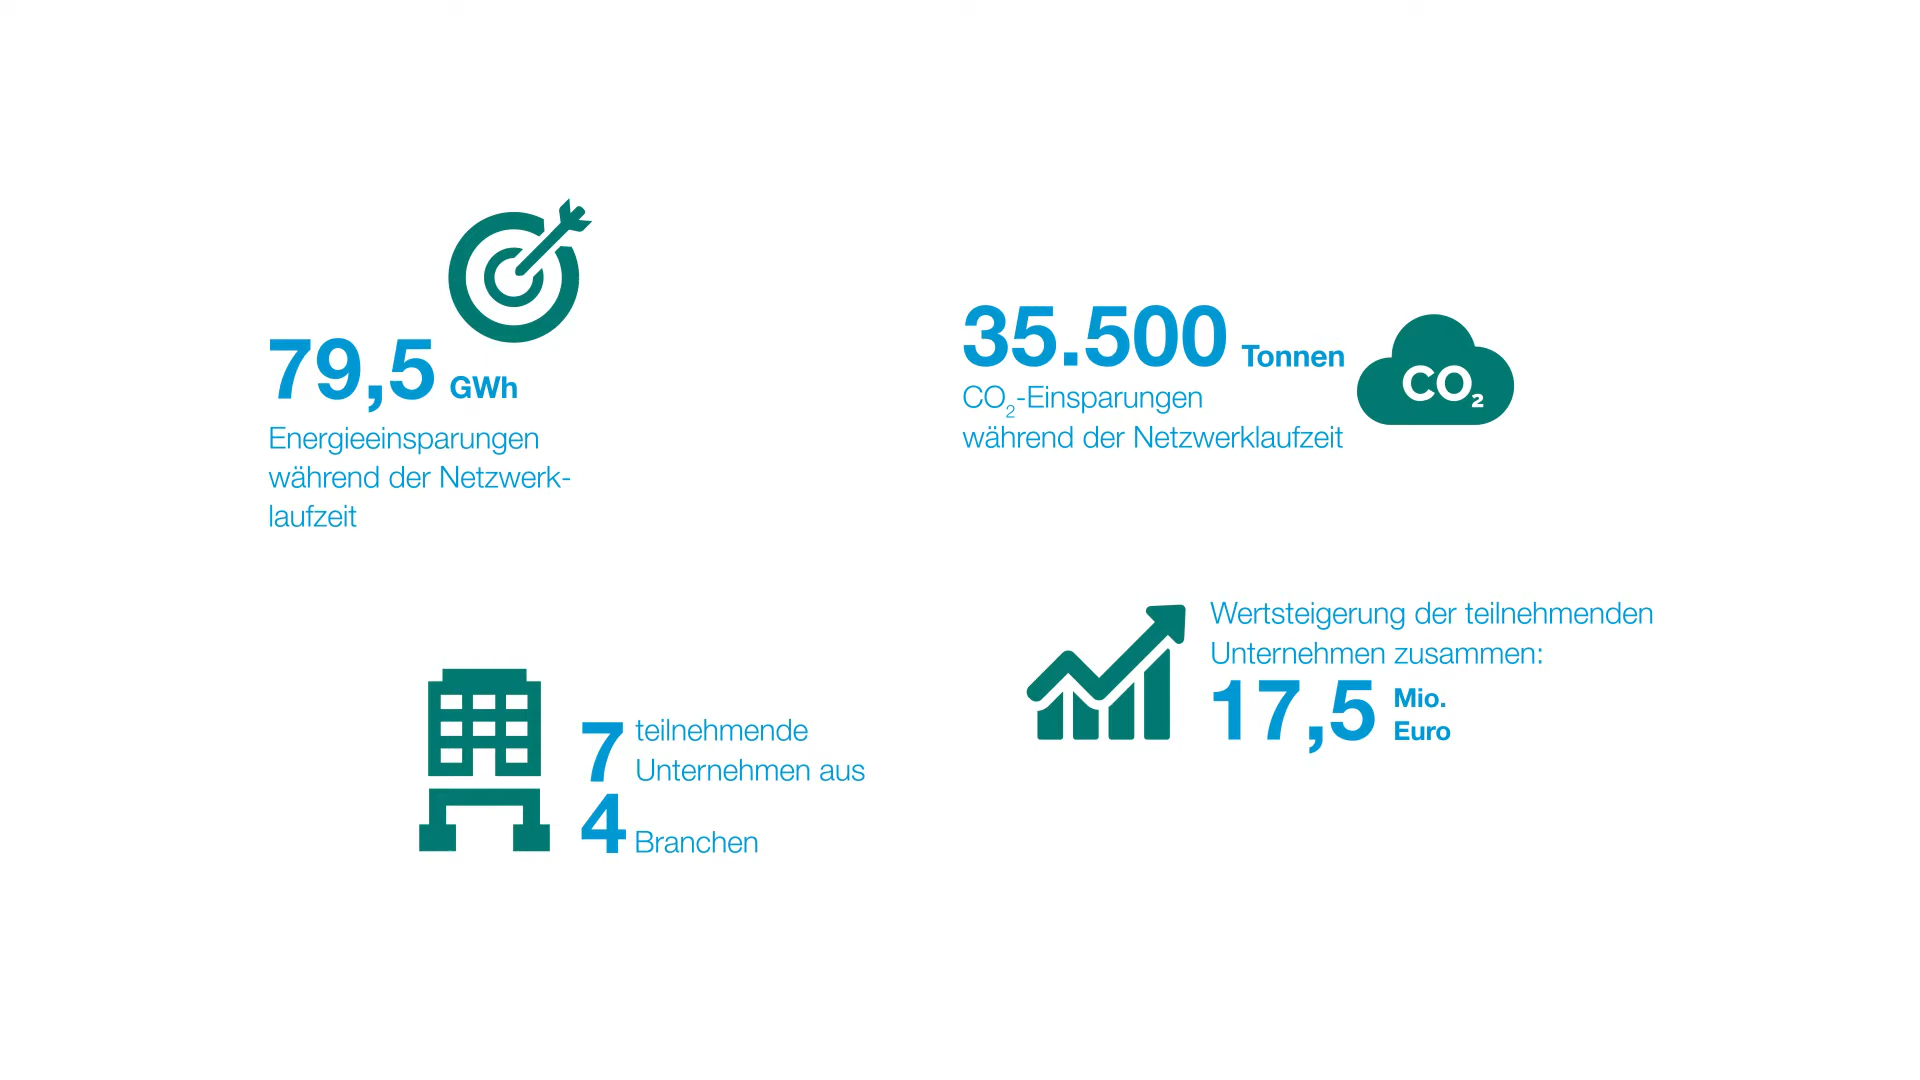 79,5 GWh
Energieeinsparungen
während der Netzwerk-
laufzeit
35.500 Tonnen
CO₂-Einsparungen
während der Netzwerklaufzeit
CO₂
7 teilnehmende
Unternehmen aus
4 Branchen
Wertsteigerung der teilnehmenden
Unternehmen zusammen:
17,5 Mio.
Euro